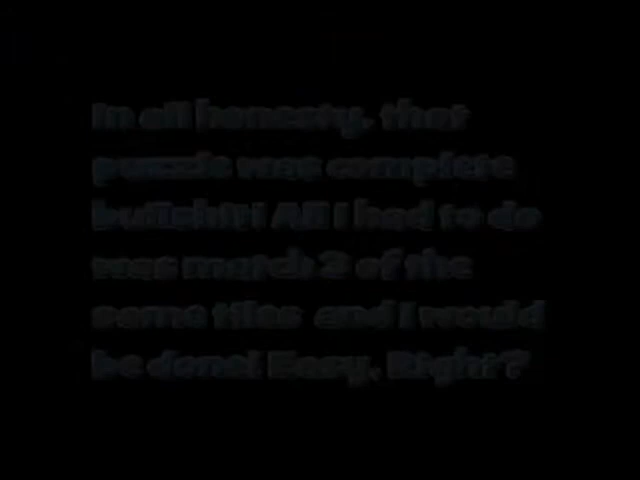 In all honesty, that
puzzle was complete
bullshit! All I had to do
was match 3 of the
same tiles and I would
be done! Easy, Right?